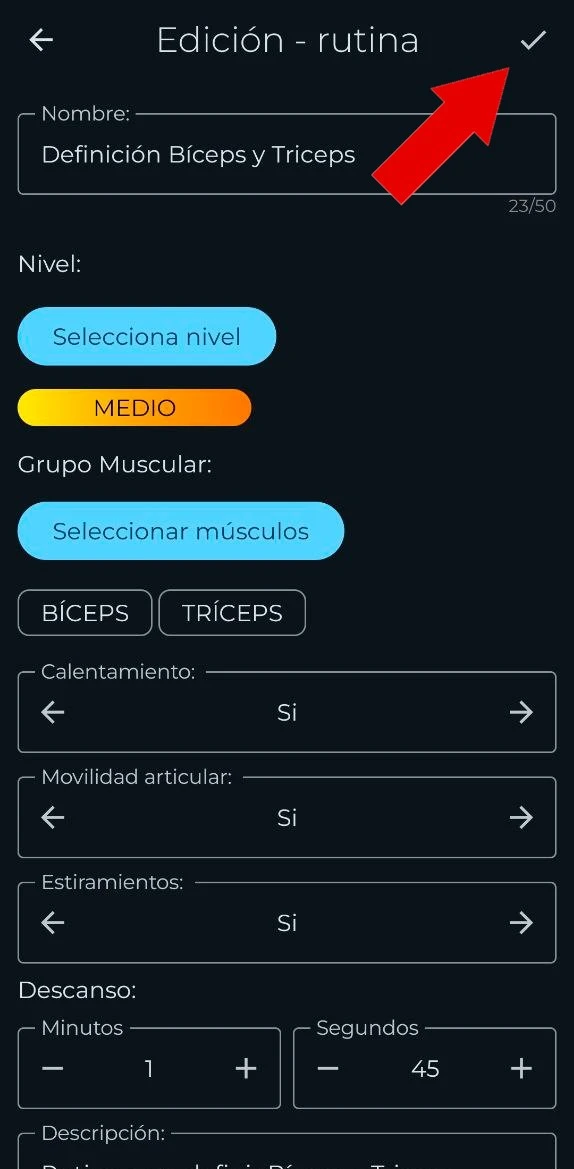 Edición - rutina
Nombre:
Definición Bíceps y Triceps
23/50
Nivel:
Selecciona nivel
MEDIO
Grupo Muscular:
Seleccionar músculos
BÍCEPS TRÍCEPS
Calentamiento:
Si
Movilidad articular:
Si
Estiramientos:
Si
Descanso:
Minutos Segundos
− 1 + − 45 +
Descripción: